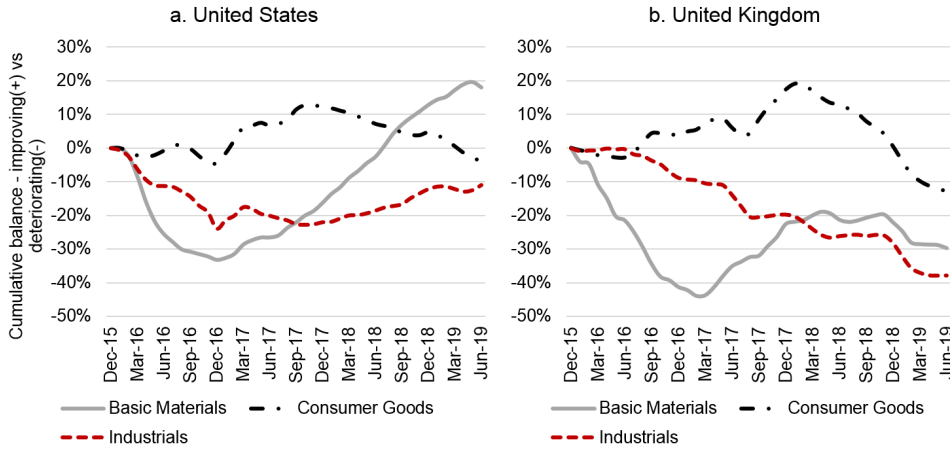 a. United States
b. United Kingdom
Cumulative balance - improving(+) vs
deteriorating(-)
30%
20%
10%
0%
-10%
-20%
-30%
-40%
-50%
Dec-15
Mar-16
Jun-16
Sep-16
Dec-16
Mar-17
Jun-17
Sep-17
Dec-17
Mar-18
Jun-18
Sep-18
Dec-18
Mar-19
Jun-19
Basic Materials
Consumer Goods
Industrials
30%
20%
10%
0%
-10%
-20%
-30%
-40%
-50%
Dec-15
Mar-16
Jun-16
Sep-16
Dec-16
Mar-17
Jun-17
Sep-17
Dec-17
Mar-18
Jun-18
Sep-18
Dec-18
Mar-19
Jun-19
Basic Materials
Consumer Goods
Industrials